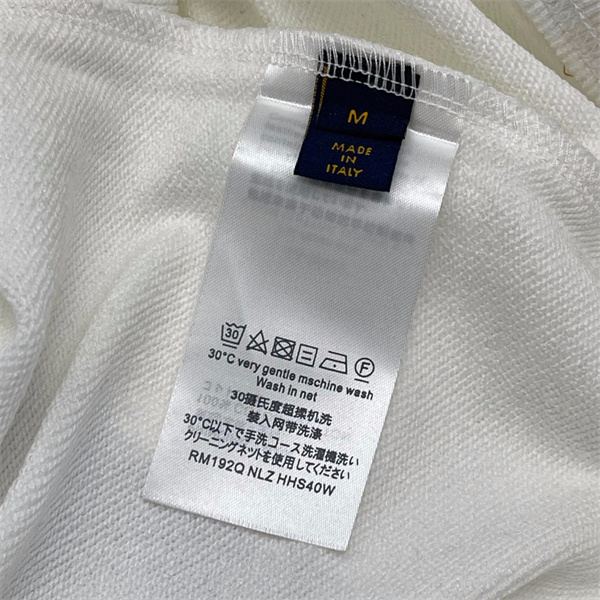 M
MADE
IN
ITALY
30
F
30°C very gentle mschine wash
Wash in net
30摄氏度超揉机洗
装入网带洗涤
30℃以下で手洗コース洗濯機洗い
クリーニングネットを使用してください
RM192Q NLZ HHS40W